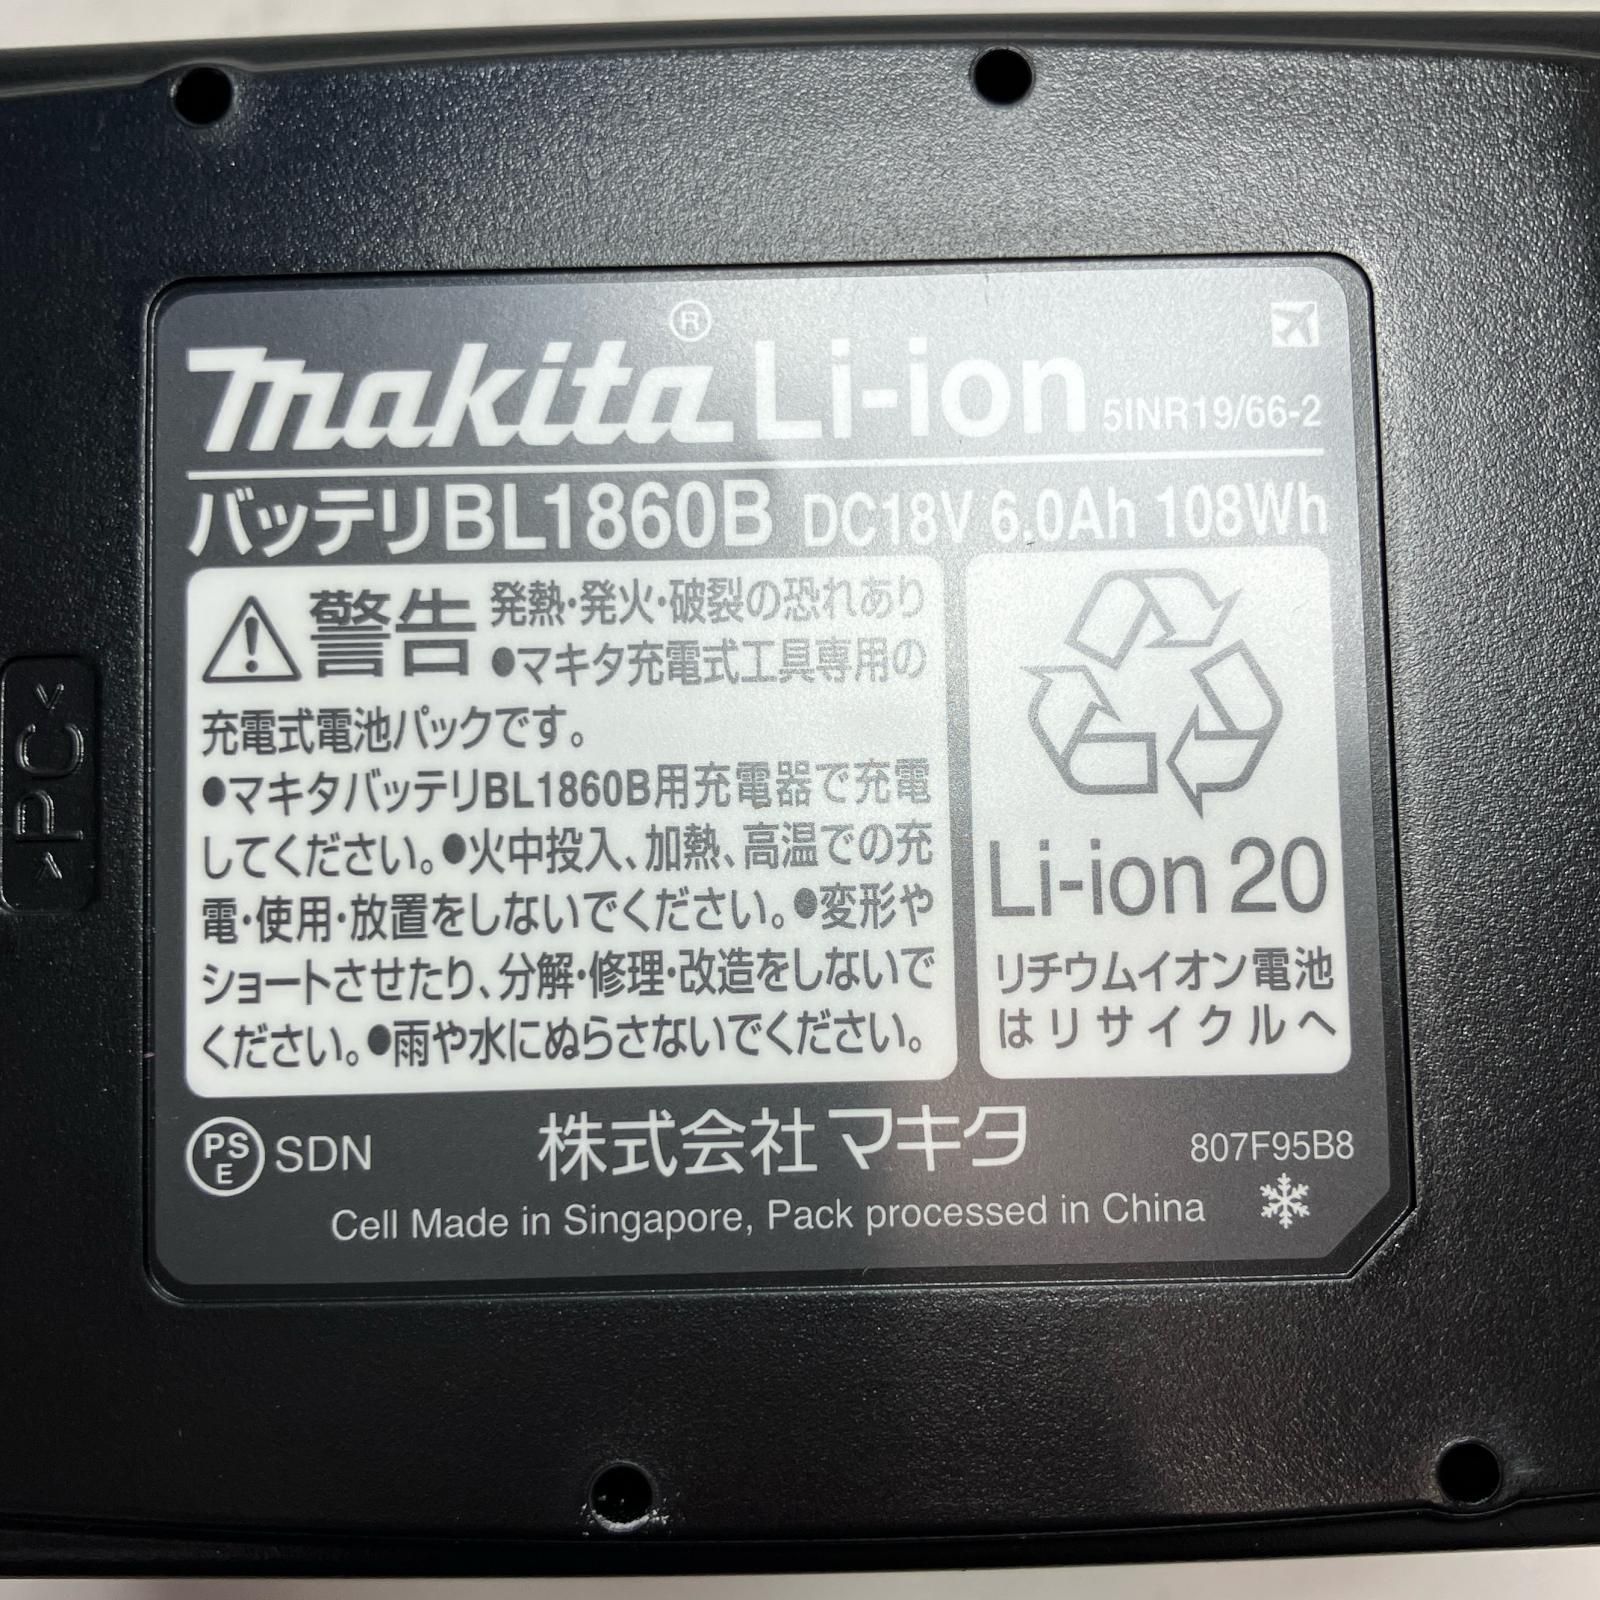 makita® Li-ion 5INR19/66-2
バッテリBL1860B DC18V 6.0Ah 108Wh
警告 発熱・発火・破裂の恐れあり
●マキタ充電式工具専用の
充電式電池パックです。
●マキタバッテリBL1860B用充電器で充電
してください。●火中投入、加熱、高温での充
電・使用・放置をしないでください。●変形や
ショートさせたり、分解・修理・改造をしないで
ください。●雨や水にぬらさないでください。
Li-ion 20
リチウムイオン電池
はリサイクルへ
PSE SDN
株式会社マキタ
807F95B8
Cell Made in Singapore, Pack processed in China
>PC<